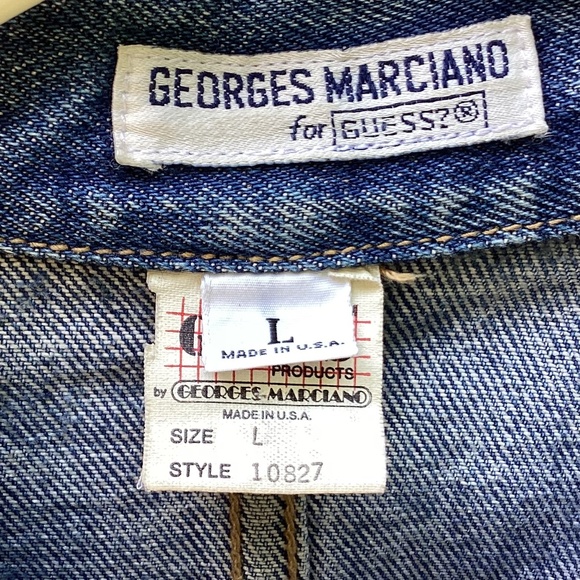 GEORGES MARCIANO
for GUESS?®
L
MADE IN U.S.A.
PRODUCTS
by GEORGES MARCIANO
MADE IN U.S.A.
SIZE L
STYLE 10827